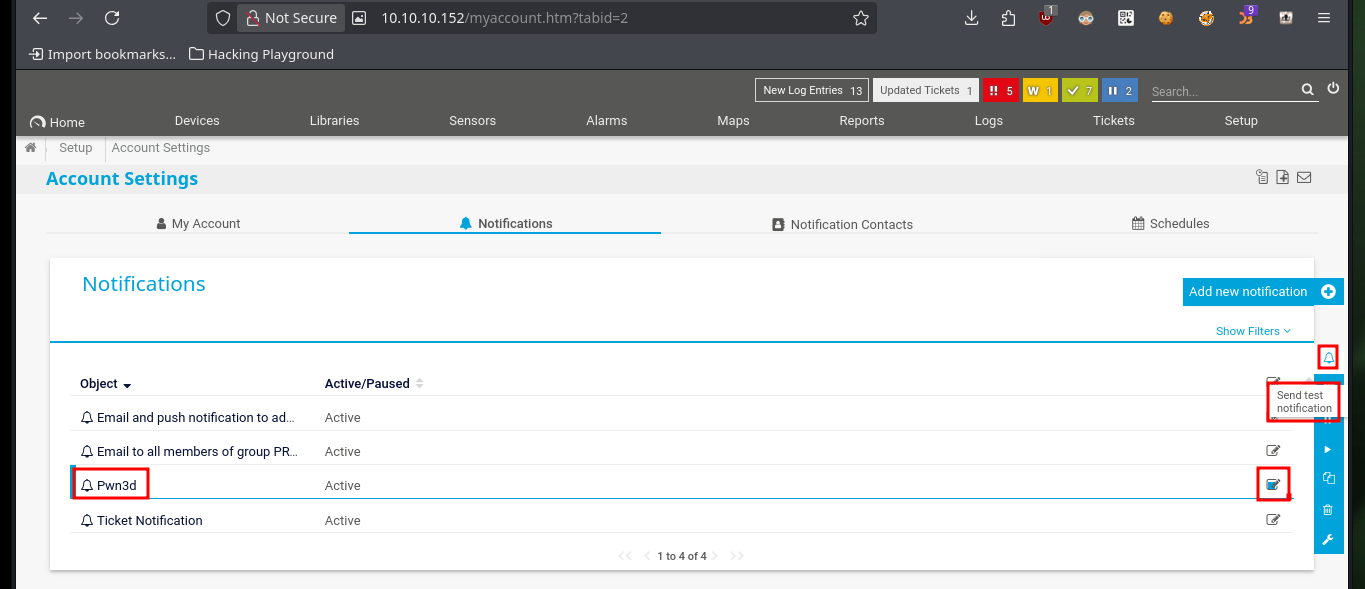 1
9
Not Secure 10.10.10.152/myaccount.htm?tabid=2
Import bookmarks... Hacking Playground
New Log Entries 13 Updated Tickets 1 !! 5 W 1 7 2 Search...
Home Devices Libraries Sensors Alarms Maps Reports Logs Tickets Setup
Setup Account Settings
Account Settings
My Account Notifications Notification Contacts Schedules
Notifications
Add new notification
Show Filters
Object Active/Paused
Send test
notification
Email and push notification to ad... Active
Email to all members of group PR... Active
Pwn3d Active
Ticket Notification Active
<< < 1 to 4 of 4 > >>